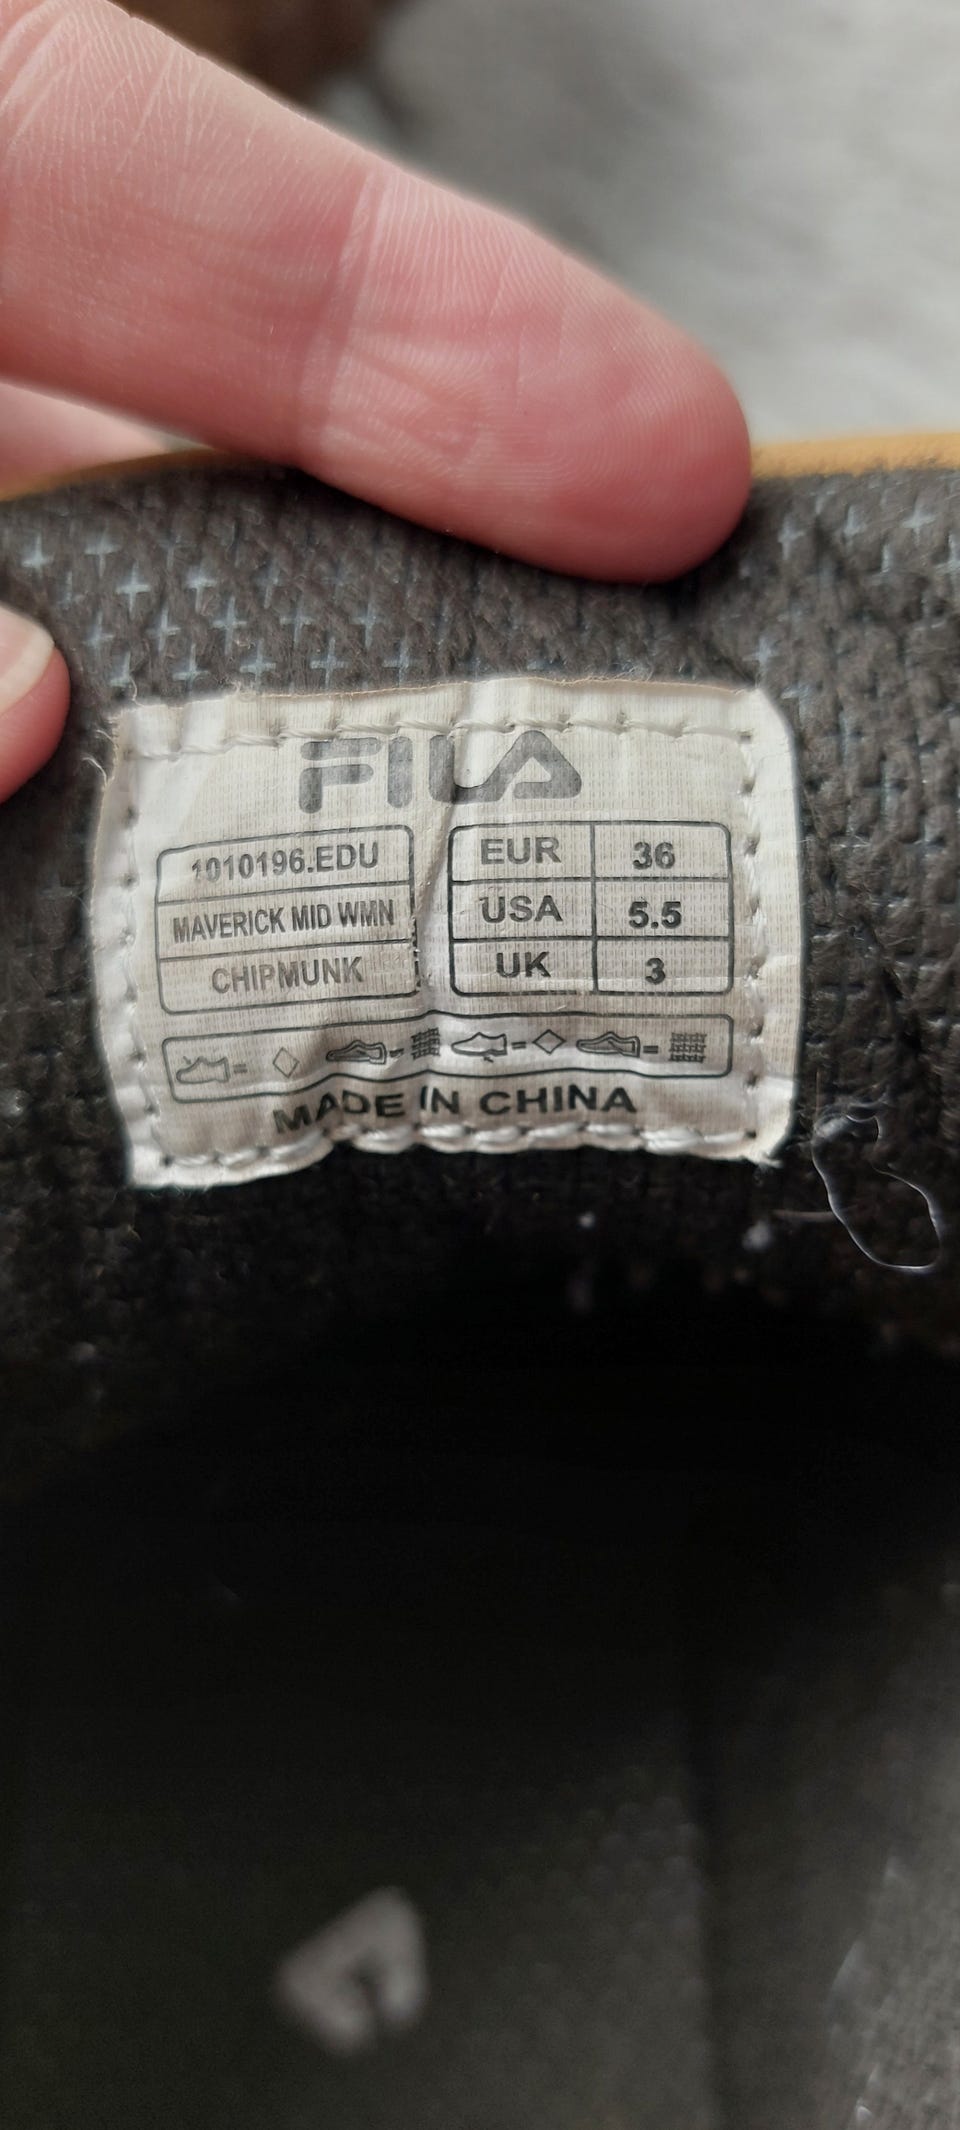 FILA
1010196.EDU
MAVERICK MID WMN
CHIPMUNK
EUR 36
USA 5.5
UK 3
MADE IN CHINA